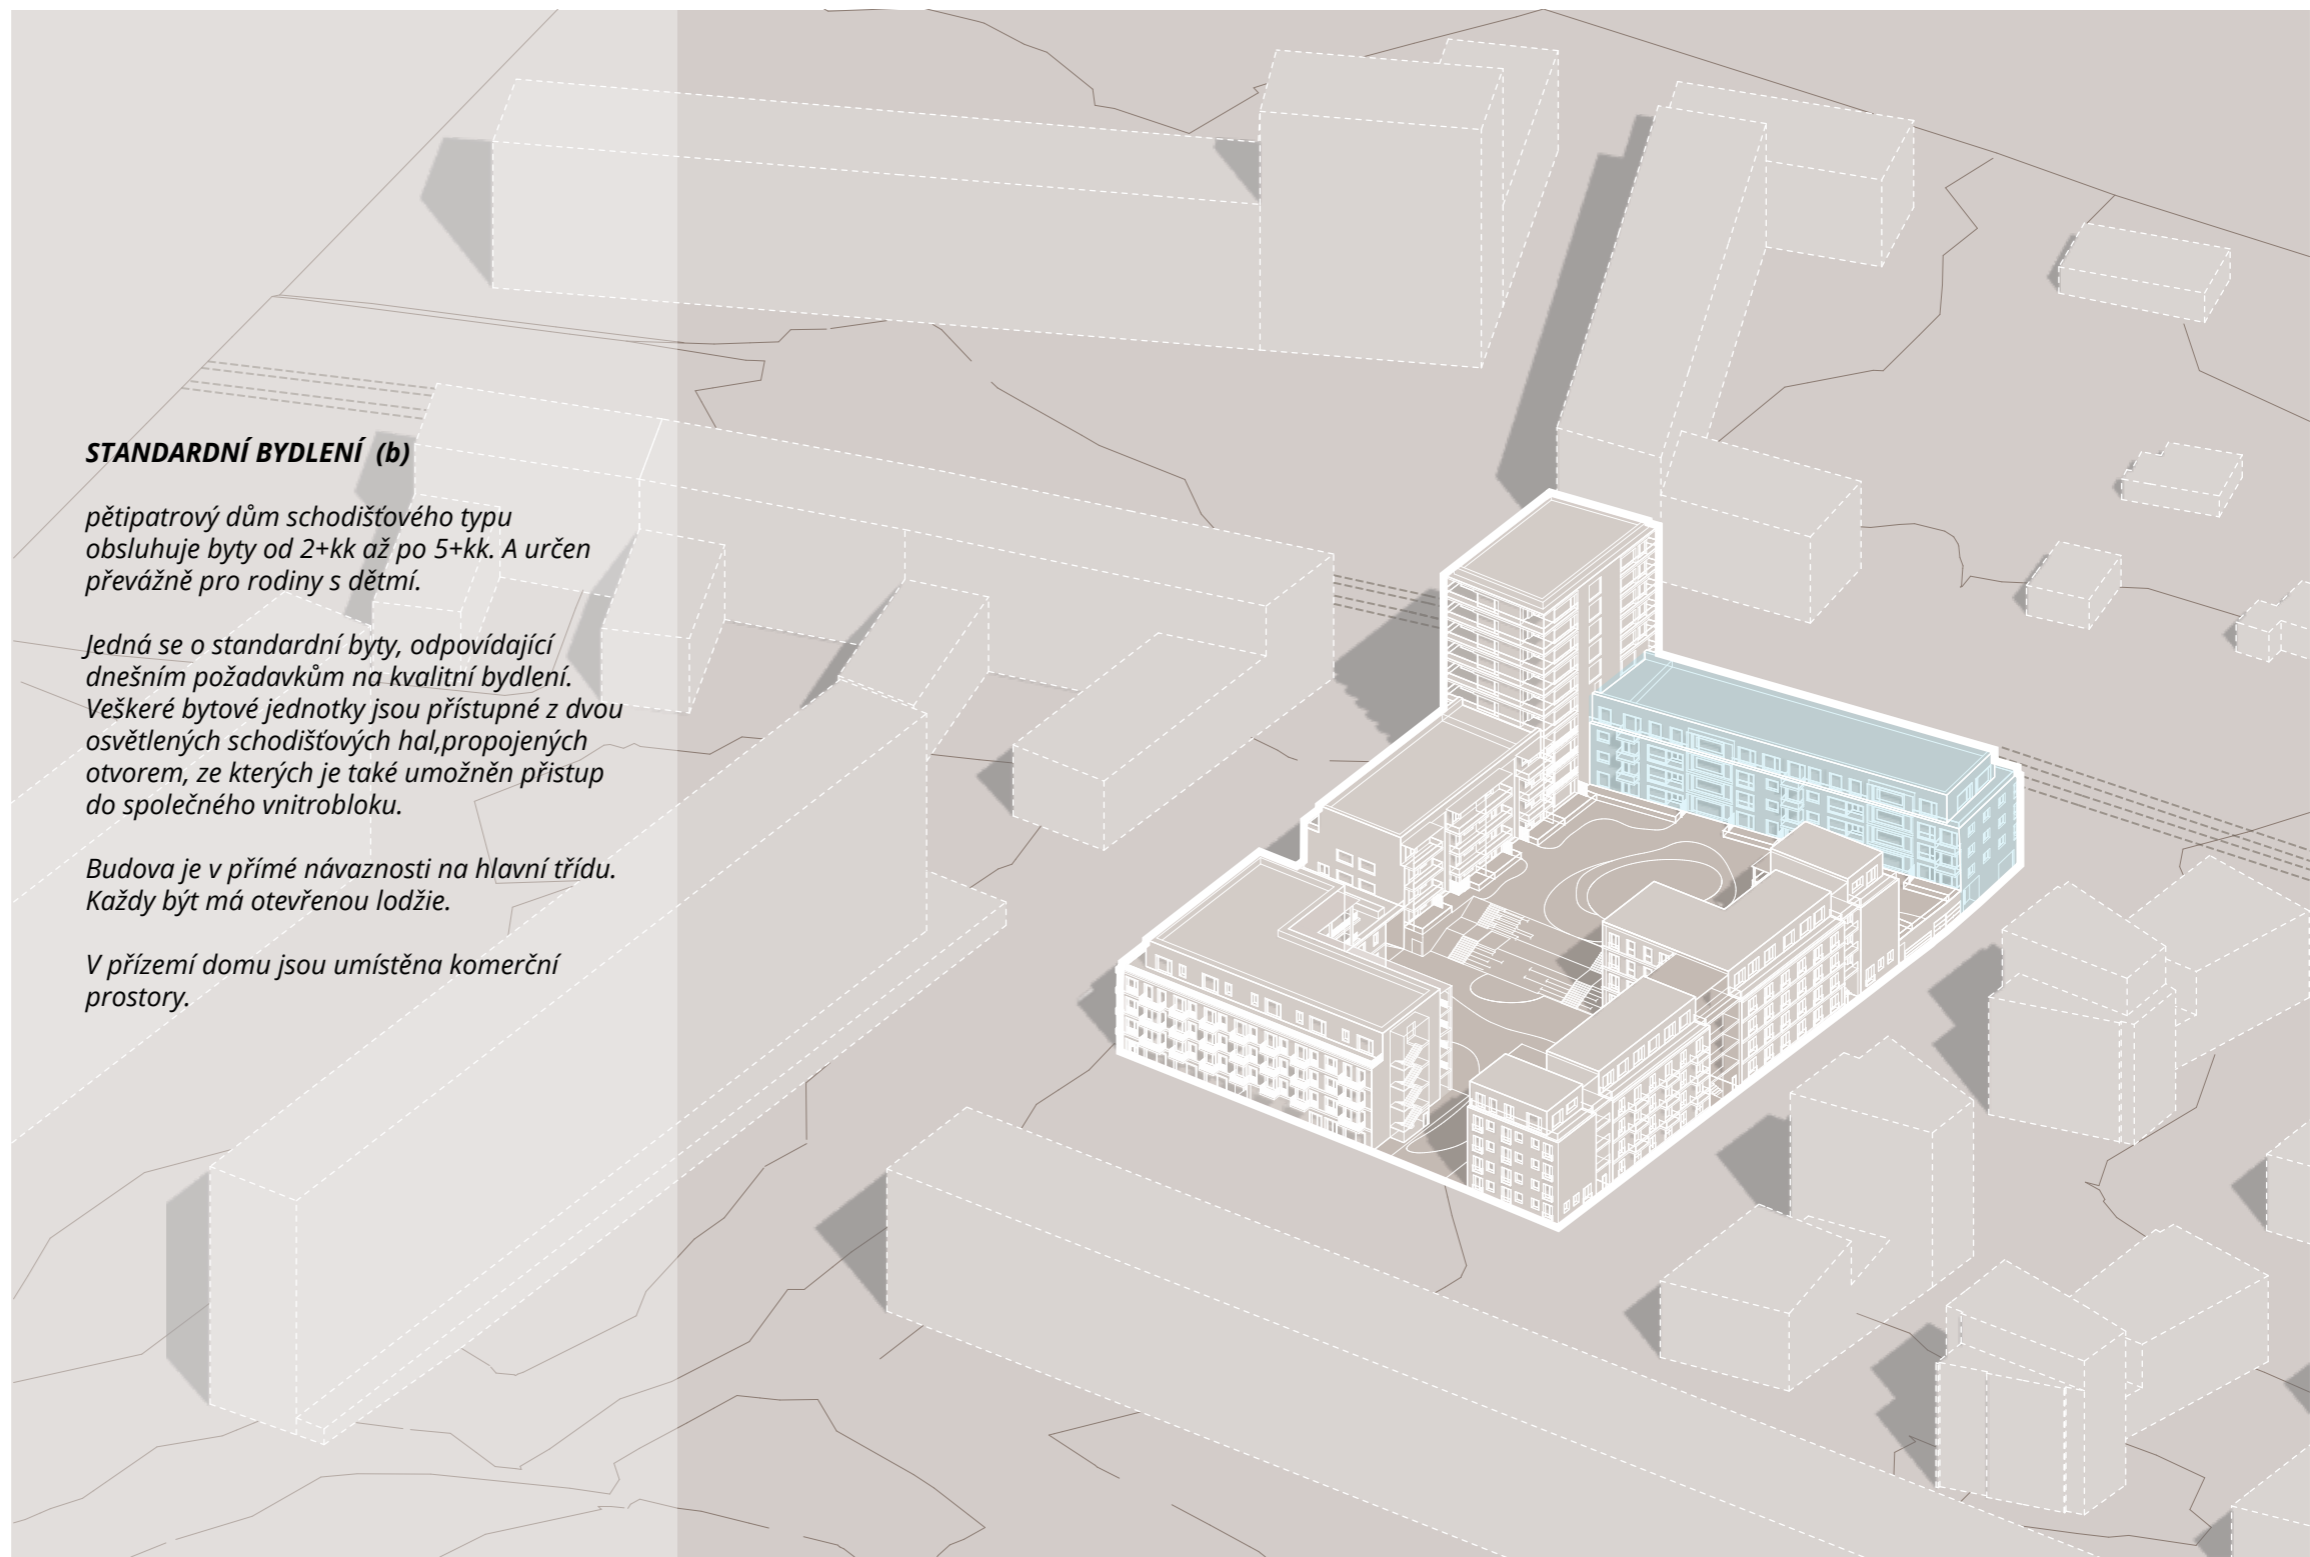 STANDARDNÍ BYDLENÍ  (b)
pětipatrový dům schodišťového typu
obsluhuje byty od 2+kk až po 5+kk. A určen
převážně pro rodiny s dětmí.
Jedná se o standardní byty, odpovídající
dnešním požadavkům na kvalitní bydlení.
Veškeré bytové jednotky jsou přístupné z dvou
osvětlených schodišťových hal,propojených
otvorem, ze kterých je také umožněn přistup
do společného vnitrobloku.
Budova je v přímé návaznosti na hlavní třídu.
Každy být má otevřenou lodžie.
V přízemí domu jsou umístěna komerční
prostory.